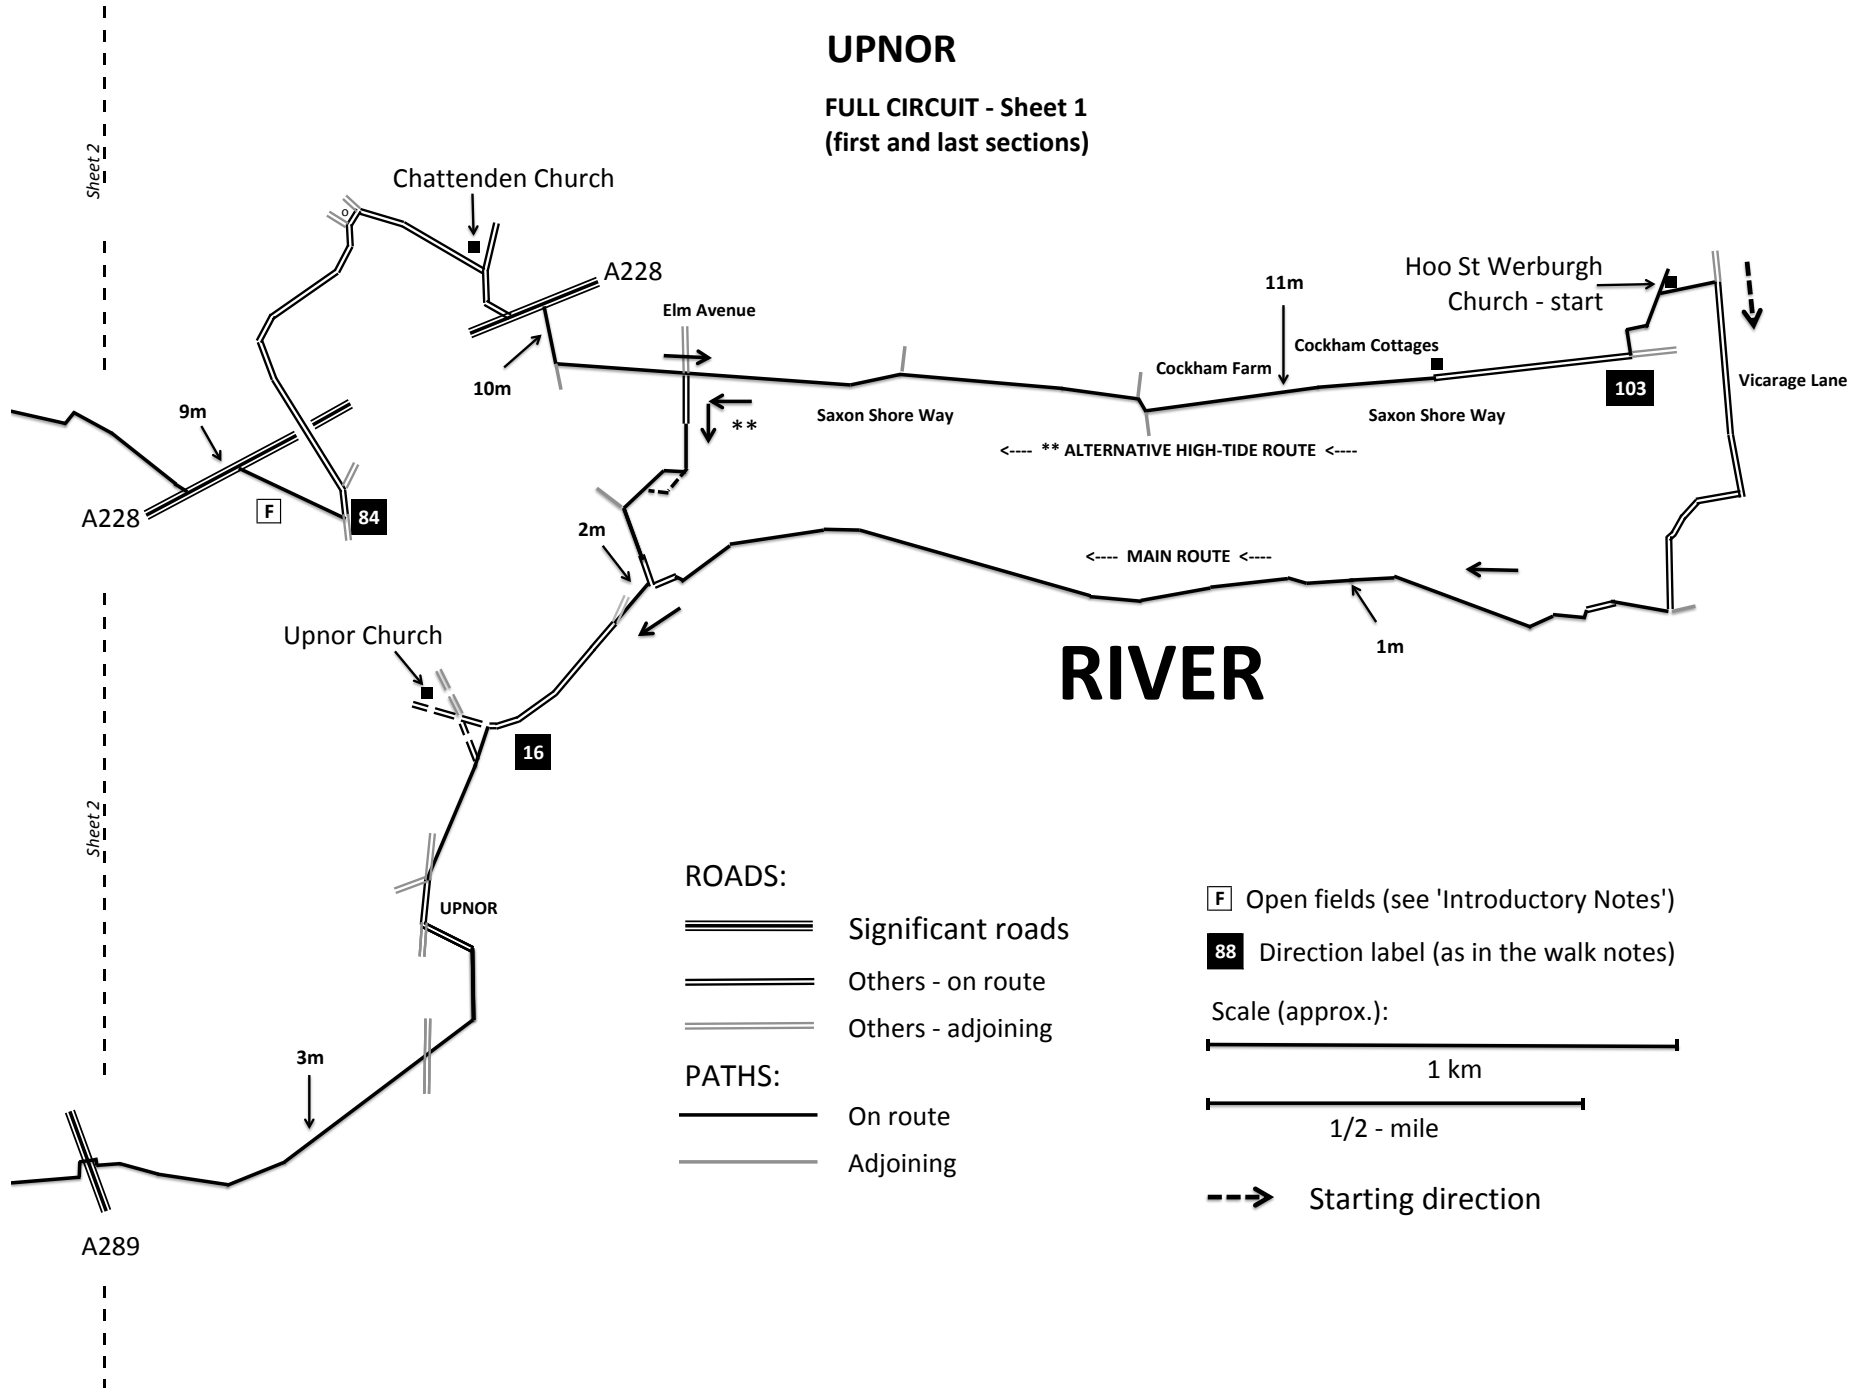 UPNOR
FULL CIRCUIT - Sheet 1
(first and last sections)
Sheet 2
Chattenden Church
A228
Elm Avenue
10m
9m
A228
F
84
2m
**
Saxon Shore Way
Cockham Farm
11m
Cockham Cottages
Saxon Shore Way
Hoo St Werburgh
Church - start
103
Vicarage Lane
<---- ** ALTERNATIVE HIGH-TIDE ROUTE <----
<---- MAIN ROUTE <----
1m
RIVER
Upnor Church
16
Sheet 2
UPNOR
3m
A289
ROADS:
Significant roads
Others - on route
Others - adjoining
PATHS:
On route
Adjoining
F Open fields (see 'Introductory Notes')
88 Direction label (as in the walk notes)
Scale (approx.):
1 km
1/2 - mile
Starting direction